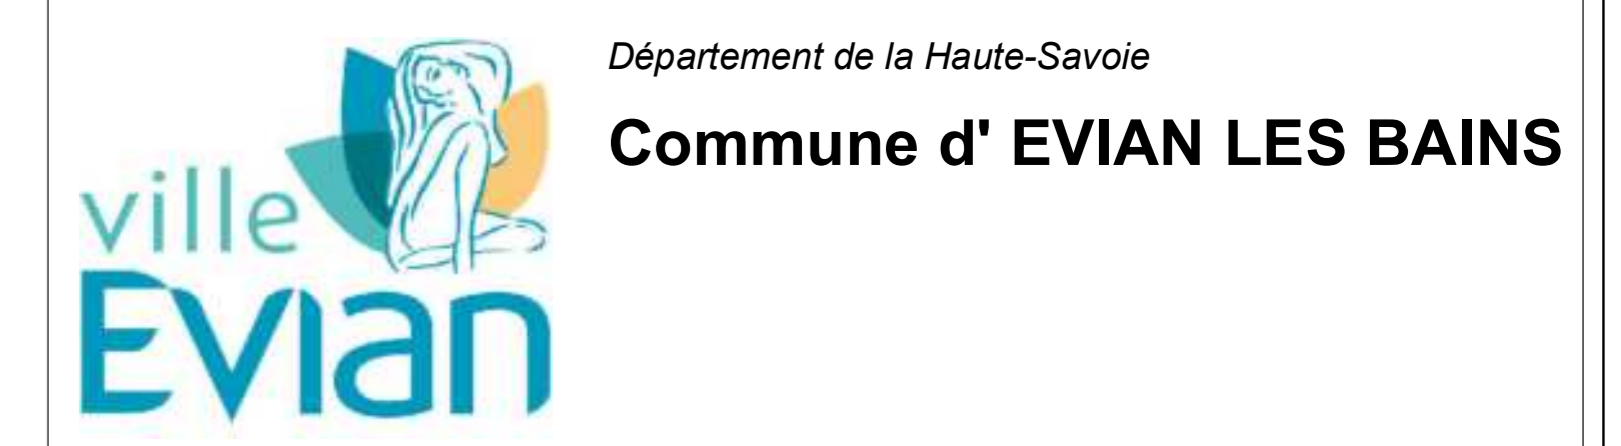 Département de la Haute-Savoie
Commune d' EVIAN LES BAINS
ville
Evian